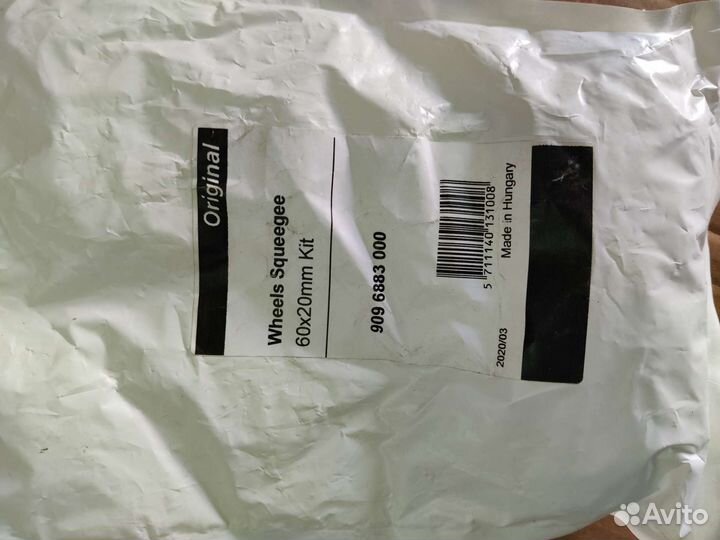 Original
Wheels Squeegee
60x20mm Kit
909 6883 000
5 711140 131008
2020/03
Made in Hungary
Avito